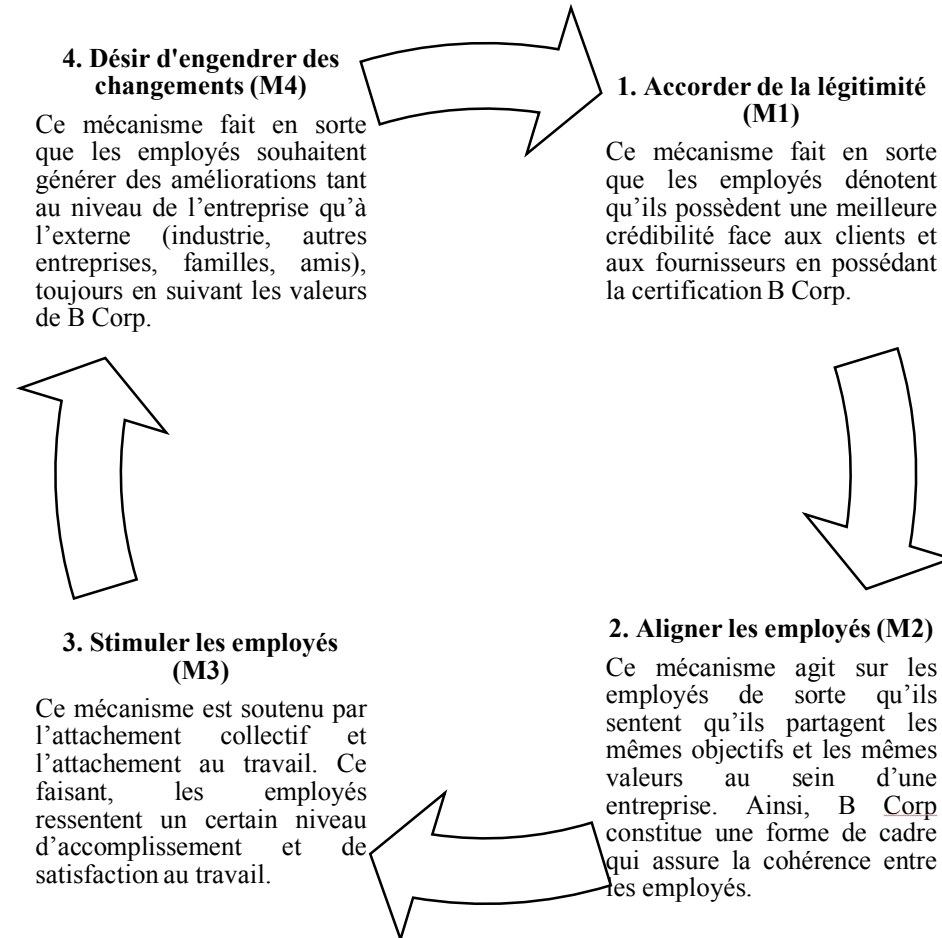 4. Désir d'engendrer des
changements (M4)
Ce mécanisme fait en sorte
que les employés souhaitent
générer des améliorations tant
au niveau de l’entreprise qu’à
l’externe (industrie, autres
entreprises, familles, amis),
toujours en suivant les valeurs
de B Corp.
1. Accorder de la légitimité
(M1)
Ce mécanisme fait en sorte
que les employés dénotent
qu’ils possèdent une meilleure
crédibilité face aux clients et
aux fournisseurs en possédant
la certification B Corp.
2. Aligner les employés (M2)
Ce mécanisme agit sur les
employés de sorte qu’ils
sentent qu’ils partagent les
mêmes objectifs et les mêmes
valeurs au sein d’une
entreprise. Ainsi, B Corp
constitue une forme de cadre
qui assure la cohérence entre
les employés.
3. Stimuler les employés
(M3)
Ce mécanisme est soutenu par
l’attachement collectif et
l’attachement au travail. Ce
faisant, les employés
ressentent un certain niveau
d’accomplissement et de
satisfaction au travail.